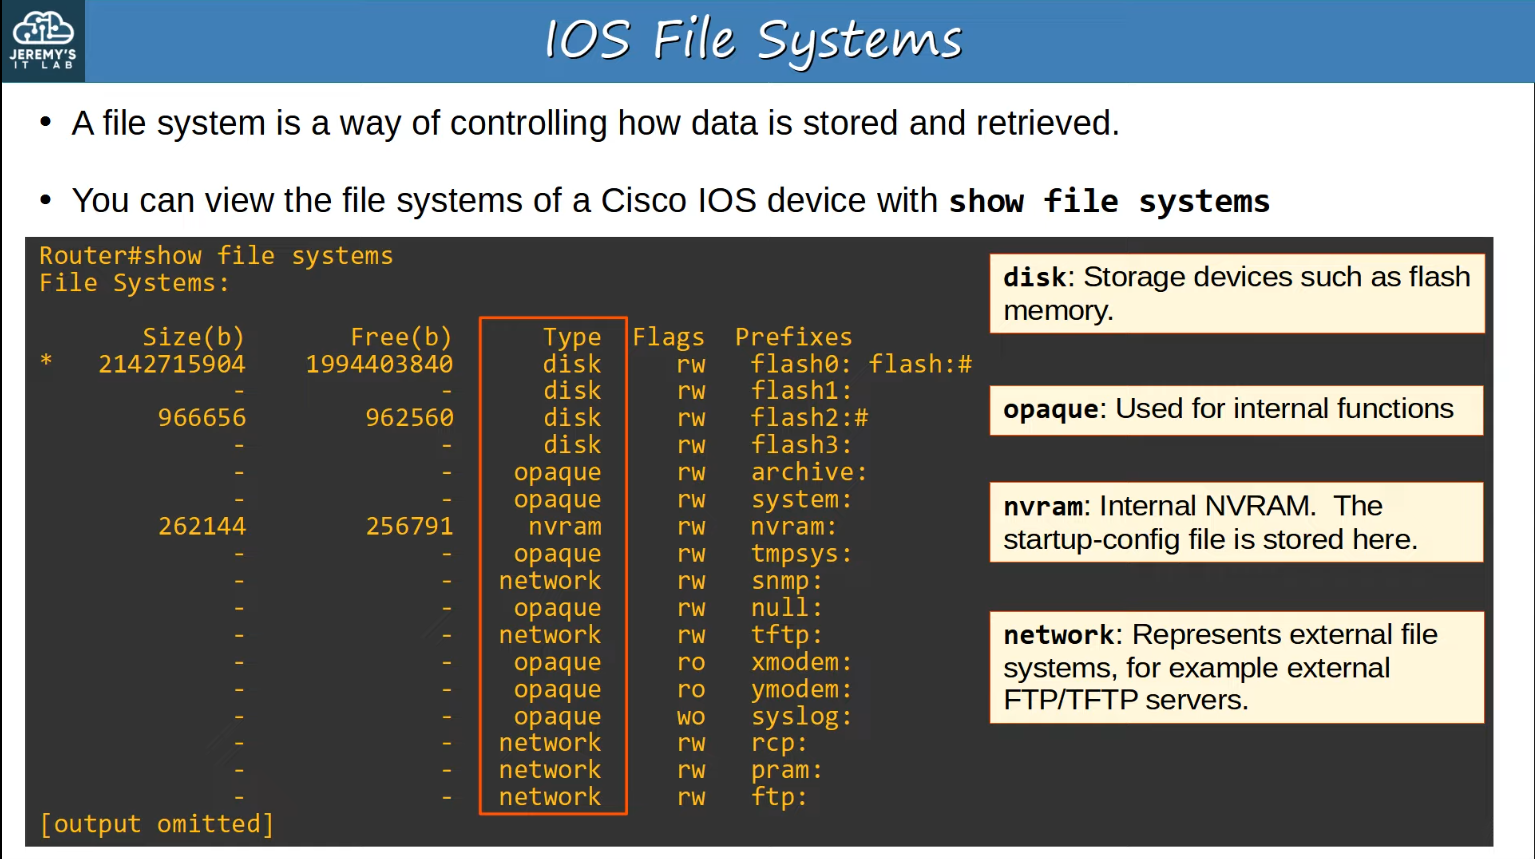 JEREMY'S
IT LAB
IOS File Systems
• A file system is a way of controlling how data is stored and retrieved.
• You can view the file systems of a Cisco IOS device with show file systems
Router#show file systems
File Systems:
Size(b) Free(b) Type Flags Prefixes
* 2142715904 1994403840 disk rw flash0: flash:#
- - disk rw flash1:
966656 962560 disk rw flash2:#
- - disk rw flash3:
- - opaque rw archive:
- - opaque rw system:
262144 256791 nvram rw nvram:
- - opaque rw tmpsys:
- - network rw snmp:
- - opaque rw null:
- - network rw tftp:
- - opaque ro xmodem:
- - opaque ro ymodem:
- - opaque wo syslog:
- - network rw rcp:
- - network rw pram:
- - network rw ftp:
[output omitted]
disk: Storage devices such as flash
memory.
opaque: Used for internal functions
nvram: Internal NVRAM. The
startup-config file is stored here.
network: Represents external file
systems, for example external
FTP/TFTP servers.